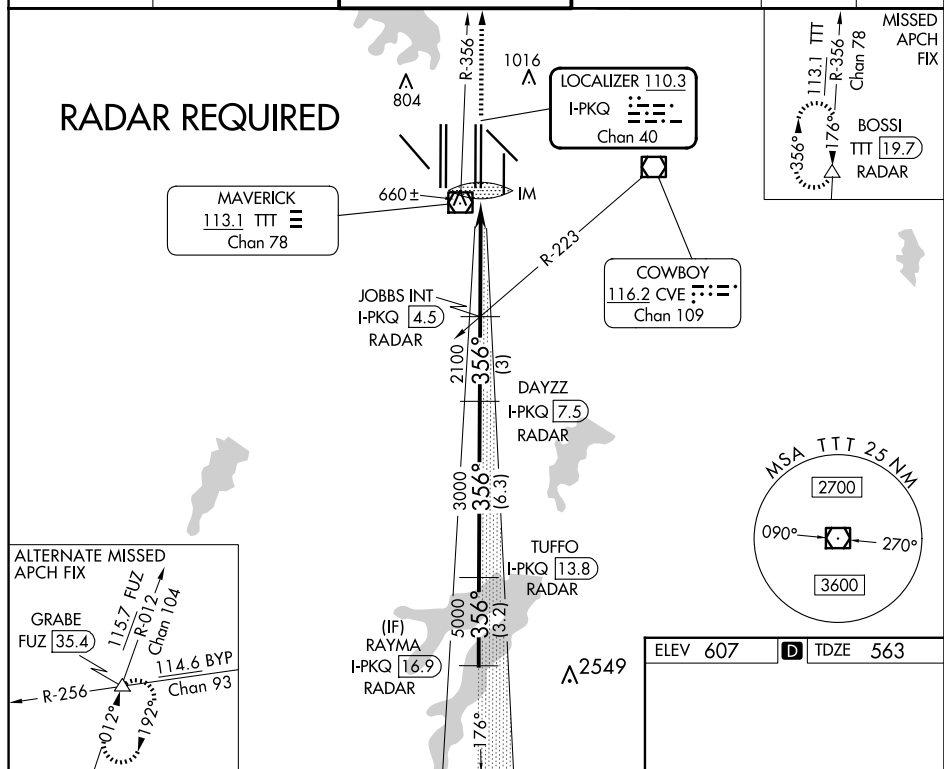 RADAR REQUIRED
804
R-356
1016
LOCALIZER 110.3
I-PKQ
Chan 40
MISSED
APCH
FIX
113.1 TTT
R-356
Chan 78
356°
176°
BOSSI
TTT 19.7
RADAR
MAVERICK
113.1 TTT
Chan 78
660±
IM
R-223
COWBOY
116.2 CVE
Chan 109
JOBBS INT
I-PKQ 4.5
RADAR
2100
356°
(3)
DAYZZ
I-PKQ 7.5
RADAR
3000
356°
(6.3)
TUFFO
I-PKQ 13.8
RADAR
5000
356°
(3.2)
(IF)
RAYMA
I-PKQ 16.9
RADAR
176°
2549
MSA TTT 25 NM
2700
090°
270°
3600
ALTERNATE MISSED
APCH FIX
115.7 FUZ
R-012
Chan 104
GRABE
FUZ 35.4
114.6 BYP
Chan 93
R-256
012°
192°
ELEV 607 D TDZE 563